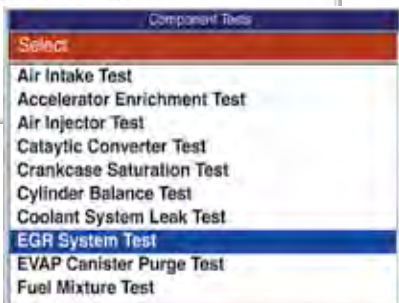 Component Tests
Select
Air Intake Test
Accelerator Enrichment Test
Air Injector Test
Cataytic Converter Test
Crankcase Saturation Test
Cylinder Balance Test
Coolant System Leak Test
EGR System Test
EVAP Canister Purge Test
Fuel Mixture Test